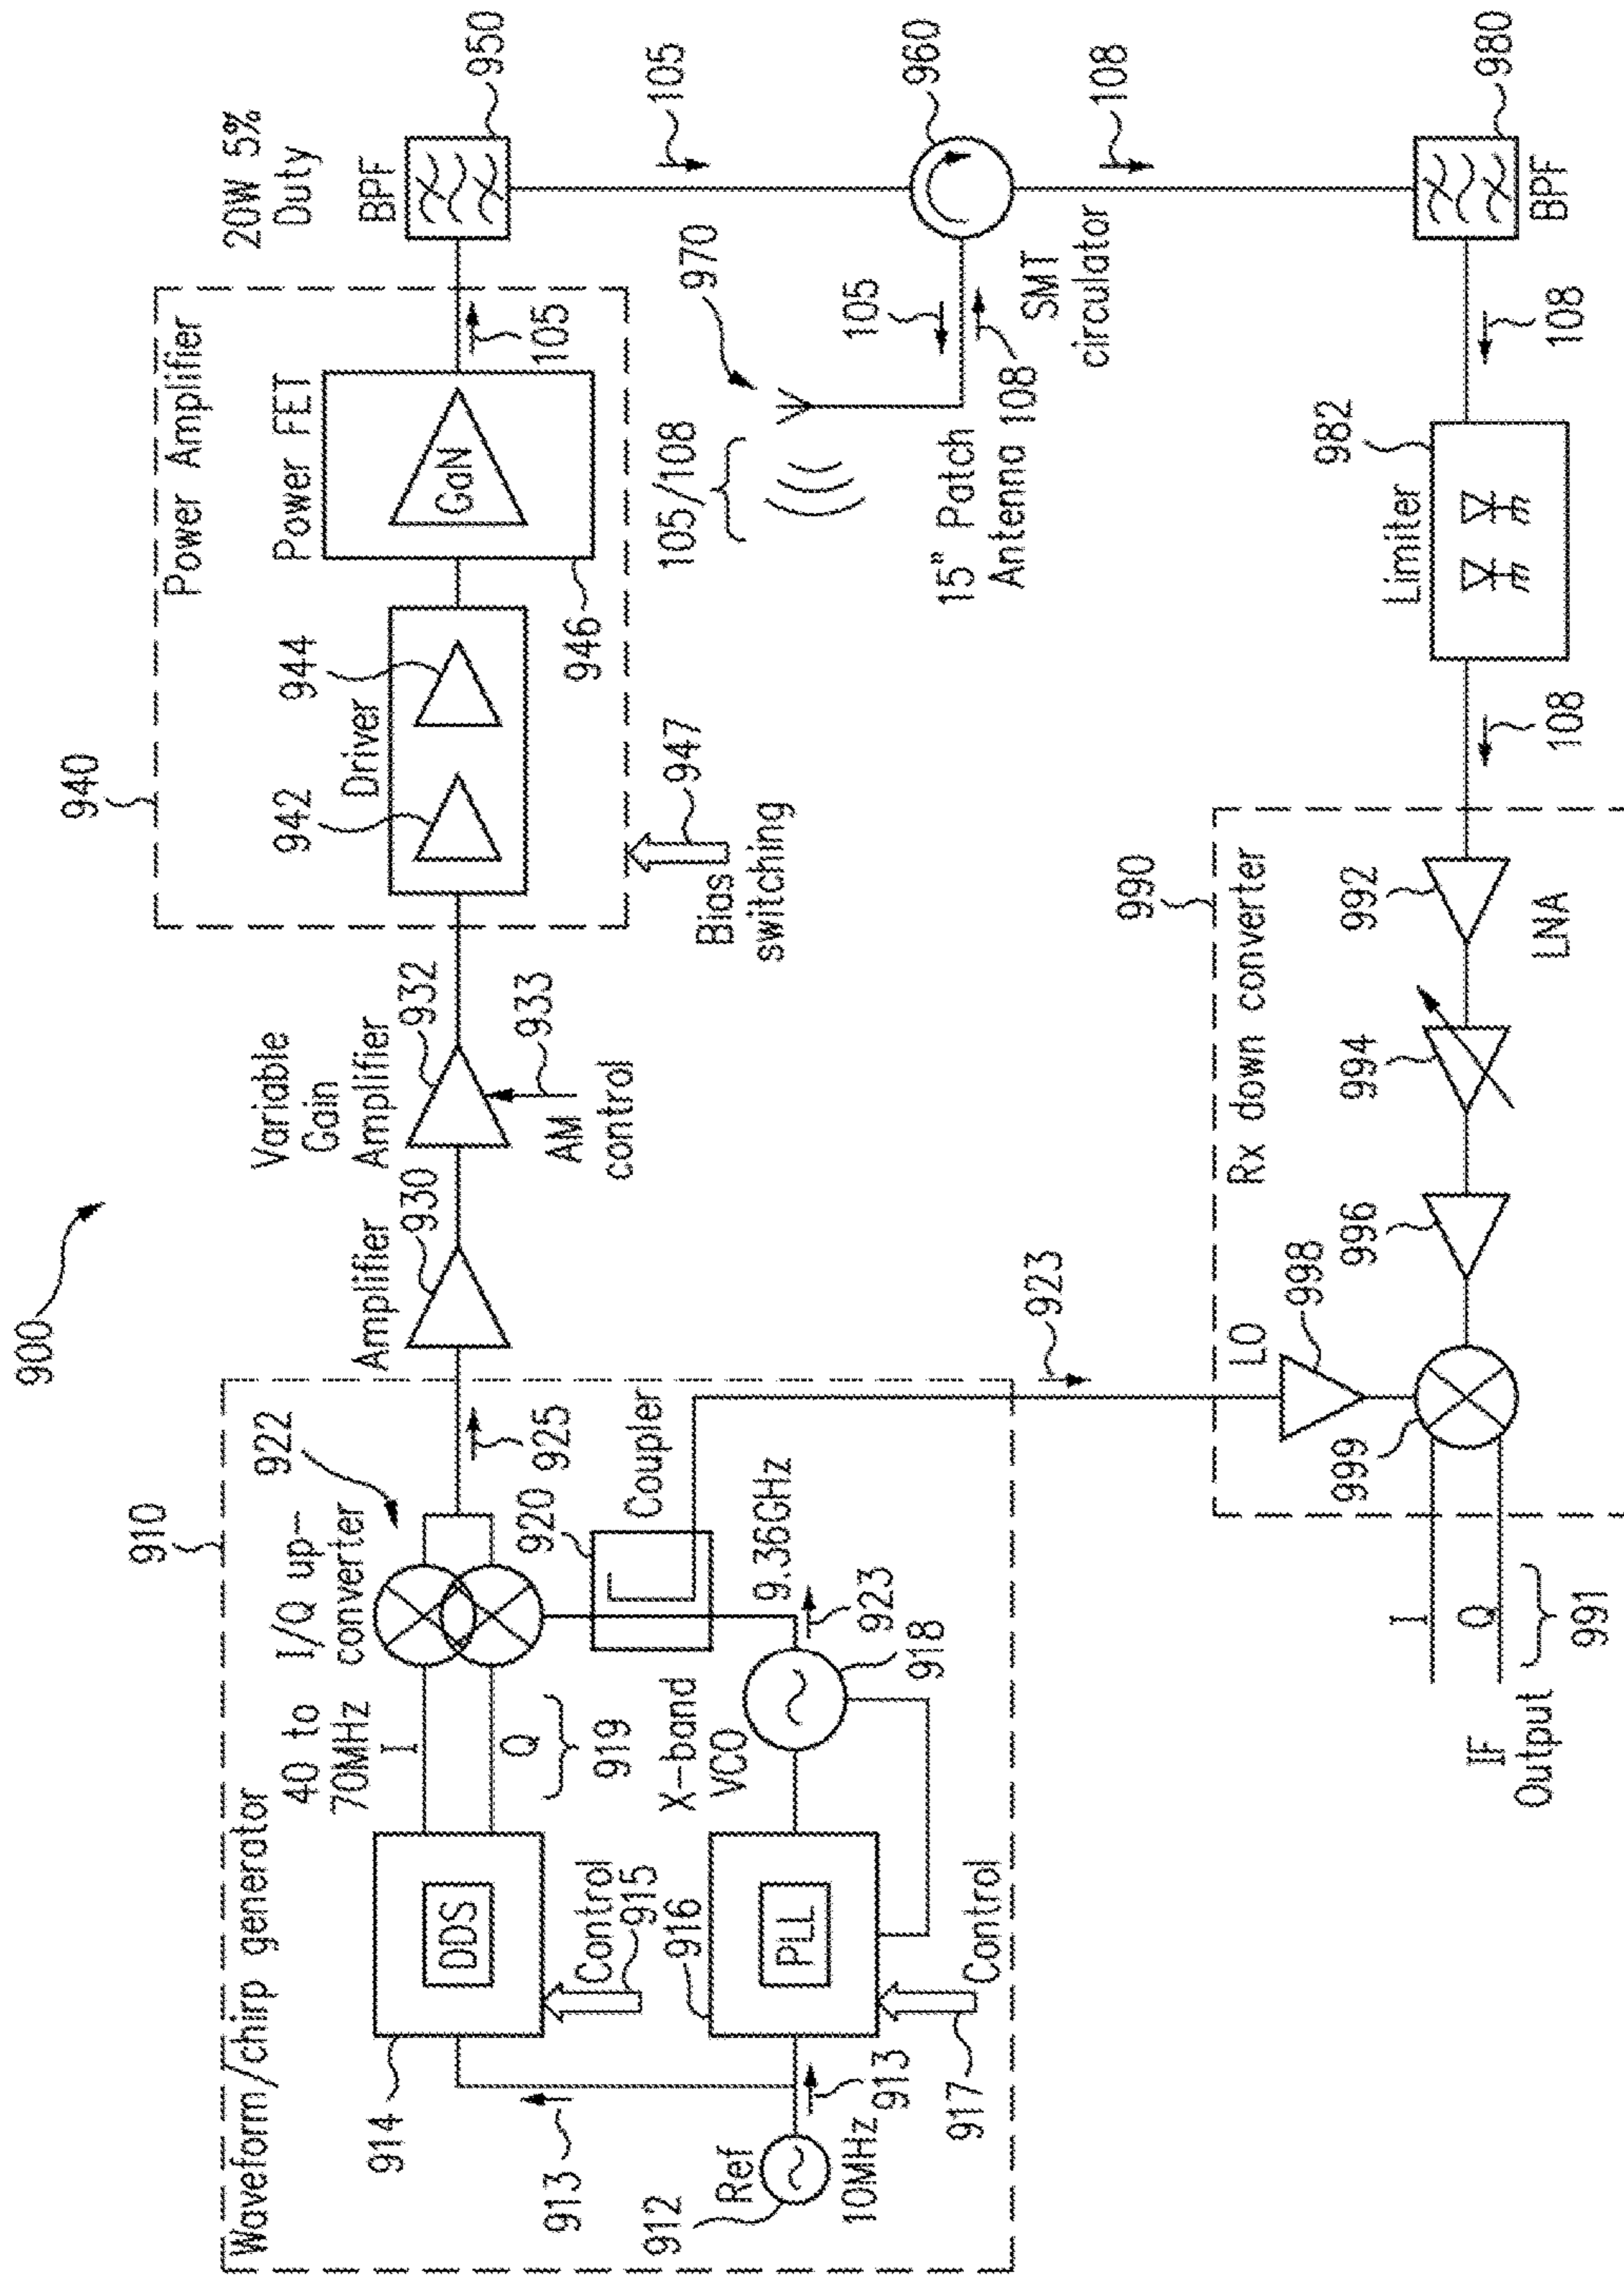 900
910
Waveform/chirp generator
914
DDS
Control
915
913
912
Ref
10MHz
913
916
PLL
Control
917
40 to
70MHz
I
Q
919
I/Q up-
converter
922
925
X-band
VCO
918
923
9.36GHz
920
Coupler
923
Amplifier
930
Variable
Gain
Amplifier
932
933
AM
control
940
Power Amplifier
Driver
942
944
Power FET
GaN
946
105
947
Bias
switching
20W 5%
Duty
BPF
950
105
960
SMT
circulator
105
108
970
105/108
15" Patch
Antenna
108
980
BPF
108
982
Limiter
108
990
Rx down converter
992
LNA
994
996
LO
998
999
I
Q
991
IF
Output